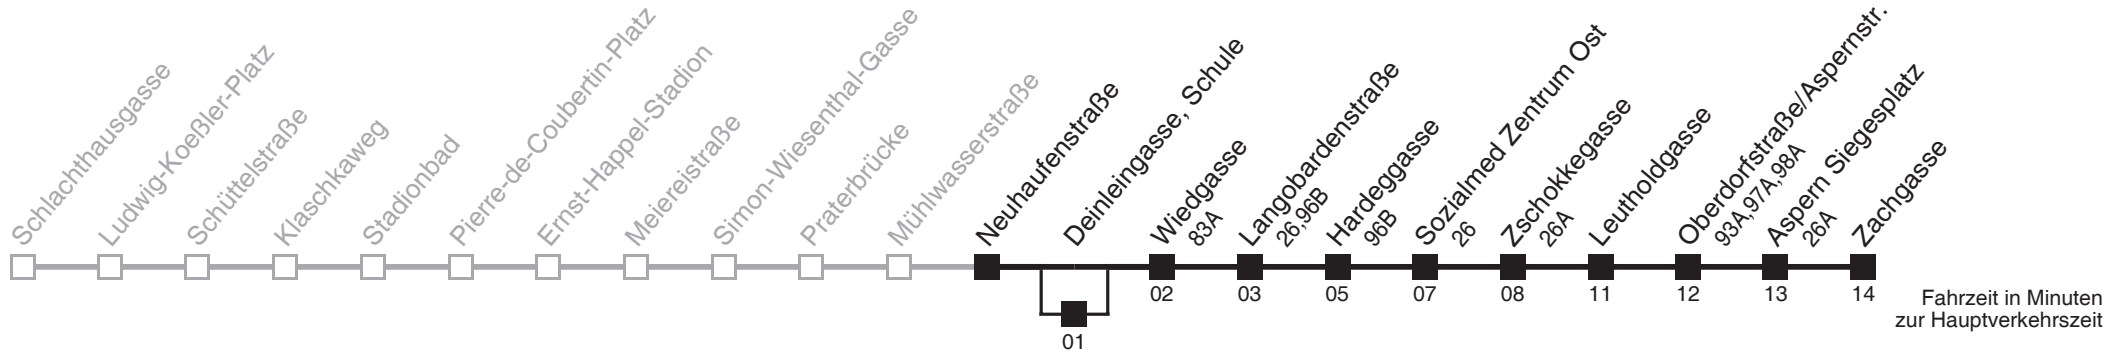 Schlachthausgasse
Ludwig-Koeßler-Platz
Schüttelstraße
Klaschkaweg
Stadionbad
Pierre-de-Coubertin-Platz
Ernst-Happel-Stadion
Meiereistraße
Simon-Wiesenthal-Gasse
Praterbrücke
Mühlwasserstraße
Neuhaufenstraße
Deinleingasse, Schule
01
Wiedgasse
83A
02
Langobardenstraße
26,96B
03
Hardeggasse
96B
05
Sozialmed Zentrum Ost
26
07
Zschokkegasse
26A
08
Leutholdgasse
11
Oberdorfstraße/Aspernstr.
93A,97A,98A
12
Aspern Siegesplatz
26A
13
Zachgasse
14
Fahrzeit in Minuten
zur Hauptverkehrszeit